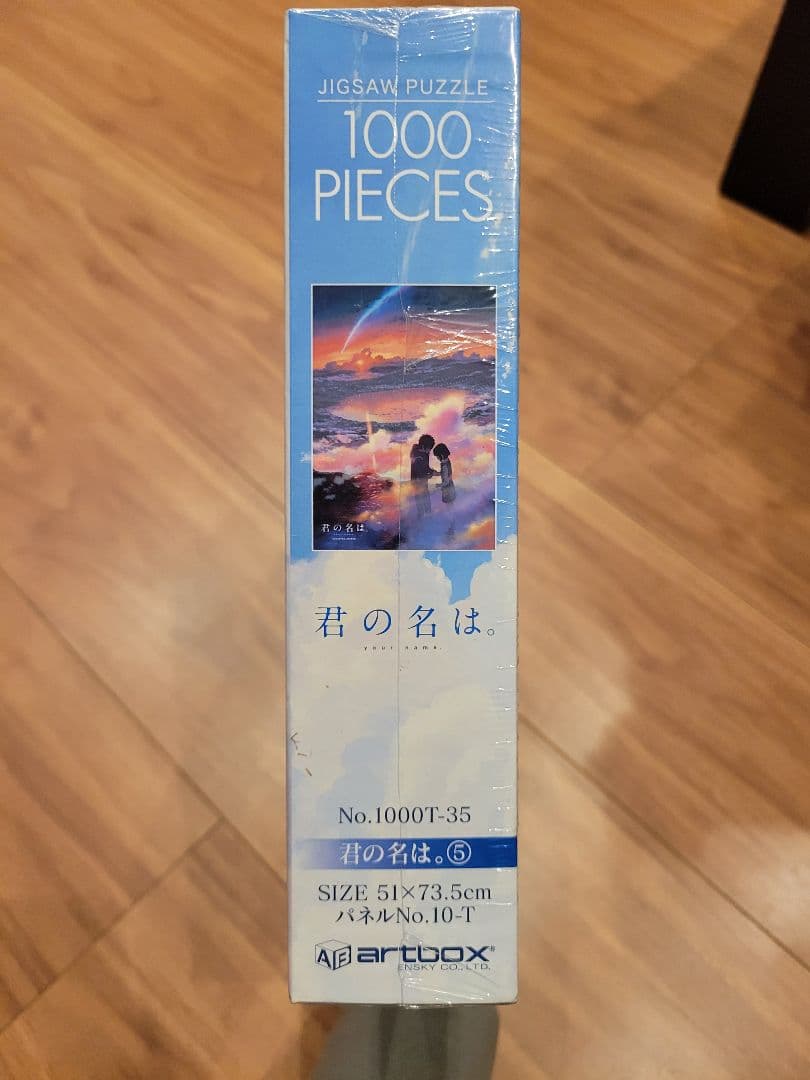 JIGSAW PUZZLE
1000
PIECES
君の名は。
君の名は。
your name.
No.1000T-35
君の名は。⑤
SIZE 51×73.5cm
パネルNo.10-T
AB artbox®
ENSKY CO., LTD.